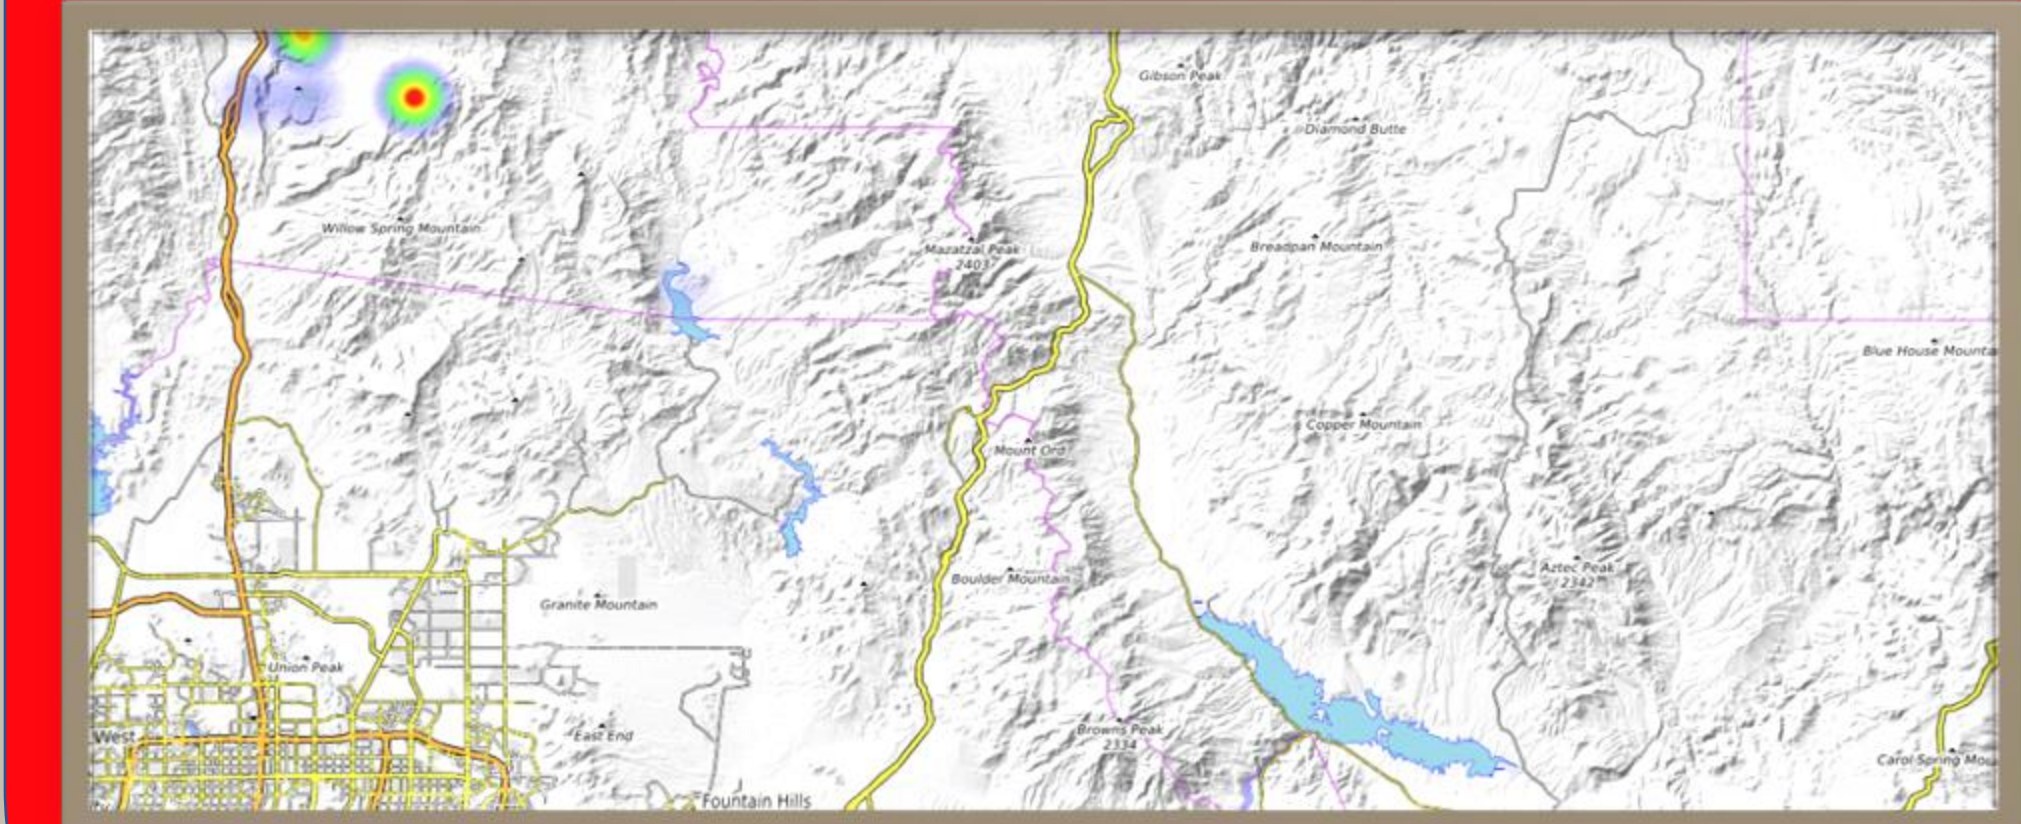 Gibson Peak
Diamond Butte
Willow Spring Mountain
Mazatzal Peak
2403
Breadpan Mountain
Blue House Mounta
Copper Mountain
Mount Ord
Aztec Peak
2342
Boulder Mountain
Granite Mountain
Union Peak
West
East End
Browns Peak
2334
Carol Spring Mou
Fountain Hills